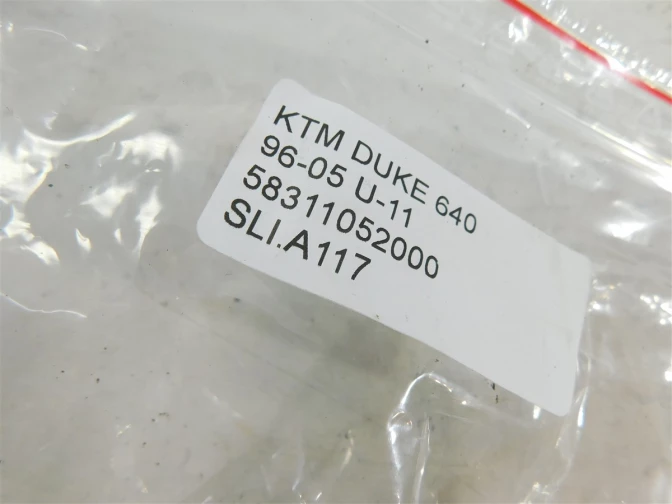 KTM DUKE 640
96-05 U-11
58311052000
SLI.A117